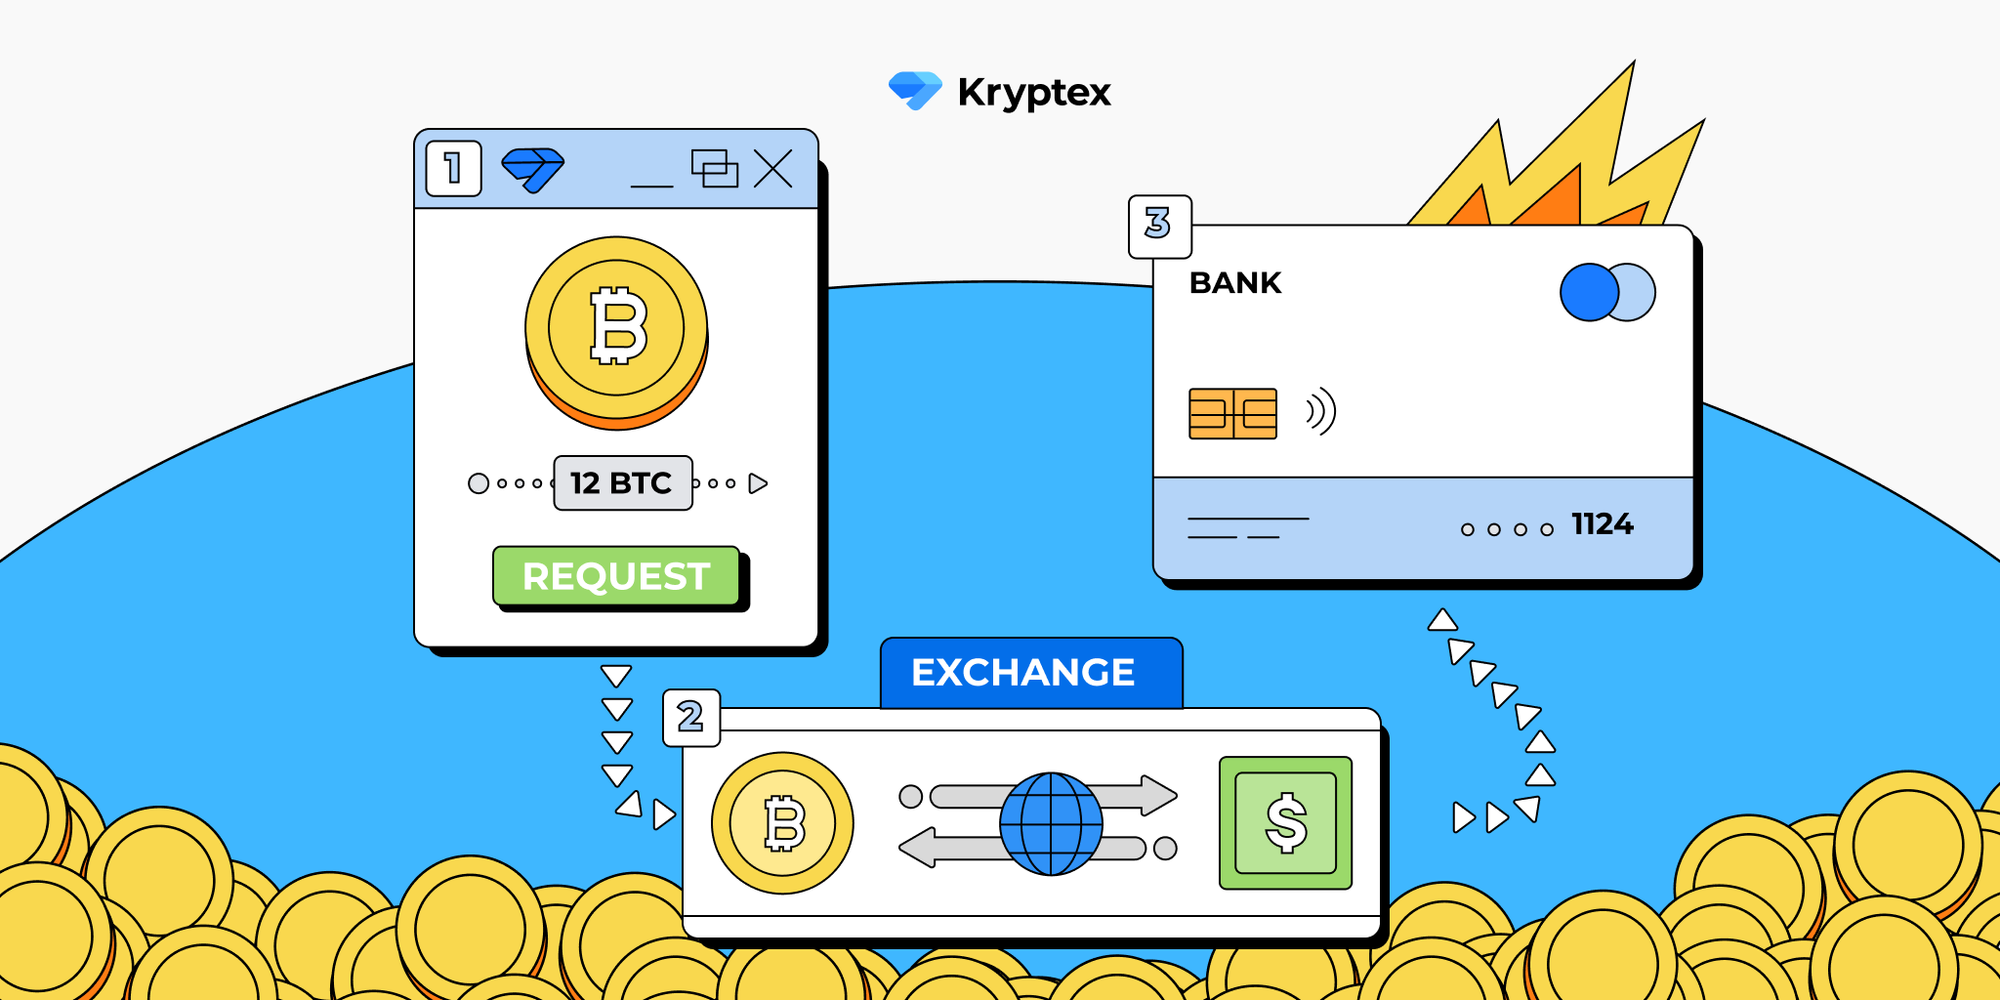 Kryptex
1
12 BTC
REQUEST
EXCHANGE
2
3
BANK
1124